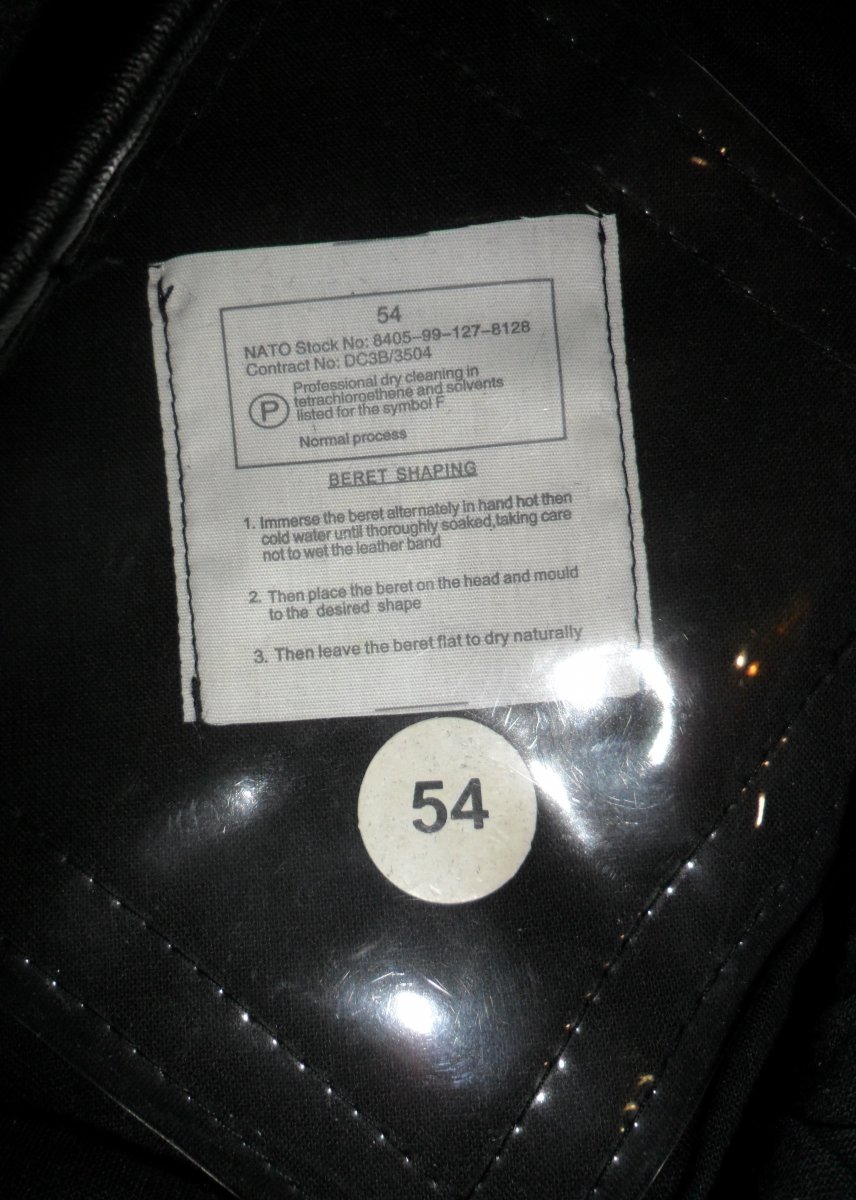 54
NATO Stock No: 8405-99-127-8128
Contract No: DC3B/3504
P
Professional dry cleaning in
tetrachloroethene and solvents
listed for the symbol F
Normal process
BERET SHAPING
1. Immerse the beret alternately in hand hot then
cold water until thoroughly soaked,taking care
not to wet the leather band
2. Then place the beret on the head and mould
to the desired shape
3. Then leave the beret flat to dry naturally
54